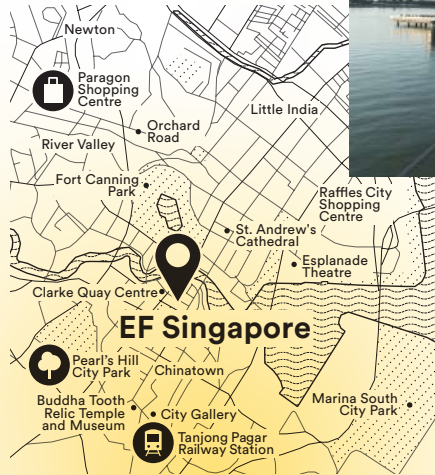 Newton
Paragon
Shopping
Centre
Little India
Orchard
Road
River Valley
Fort Canning
Park
Raffles City
Shopping
Centre
St. Andrew's
Cathedral
Esplanade
Theatre
Clarke Quay Centre
EF Singapore
Pearl's Hill
City Park
Chinatown
Marina South
City Park
Buddha Tooth
Relic Temple
and Museum
City Gallery
Tanjong Pagar
Railway Station